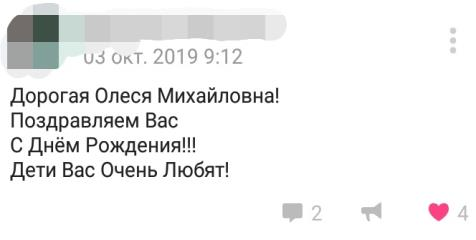 03 окт. 2019 9:12
Дорогая Олеся Михайловна!
Поздравляем Вас
С Днём Рождения!!!
Дети Вас Очень Любят!
2 4